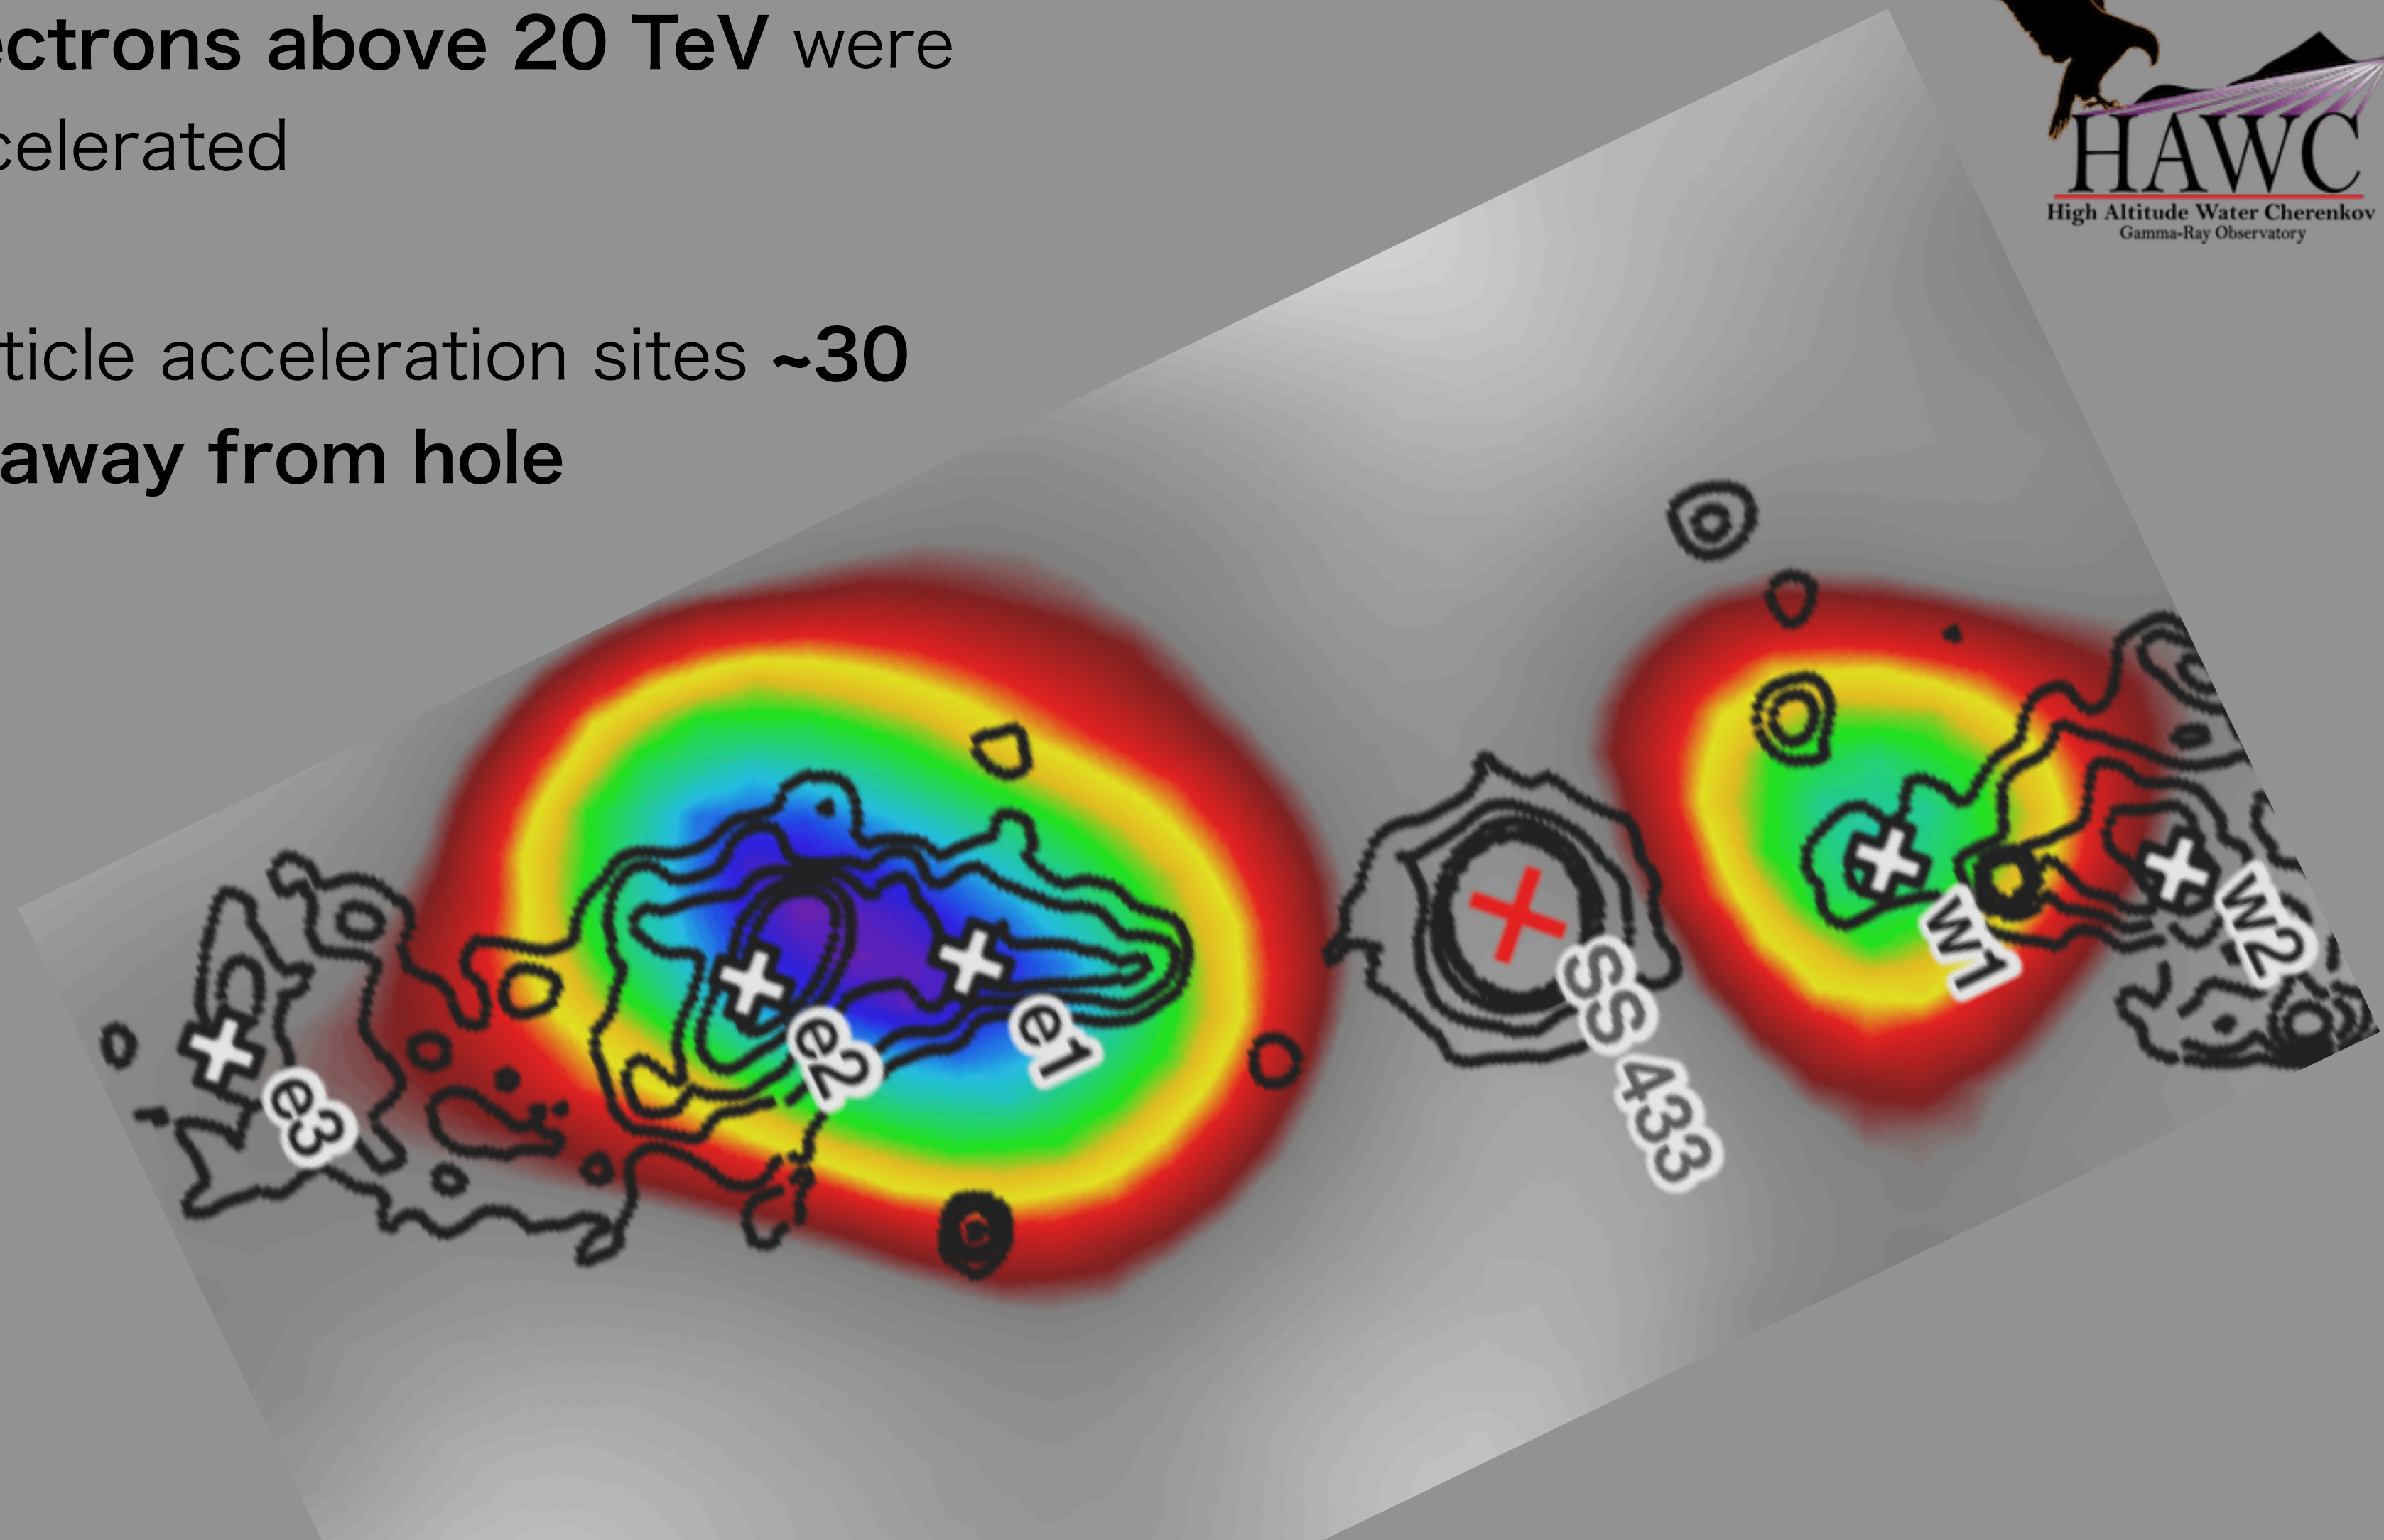 ectrons above 20 TeV were
celerated
ticle acceleration sites ~30
away from hole
HAWC
High Altitude Water Cherenkov
Gamma-Ray Observatory
e3
e2
e1
SS 433
w1
w2